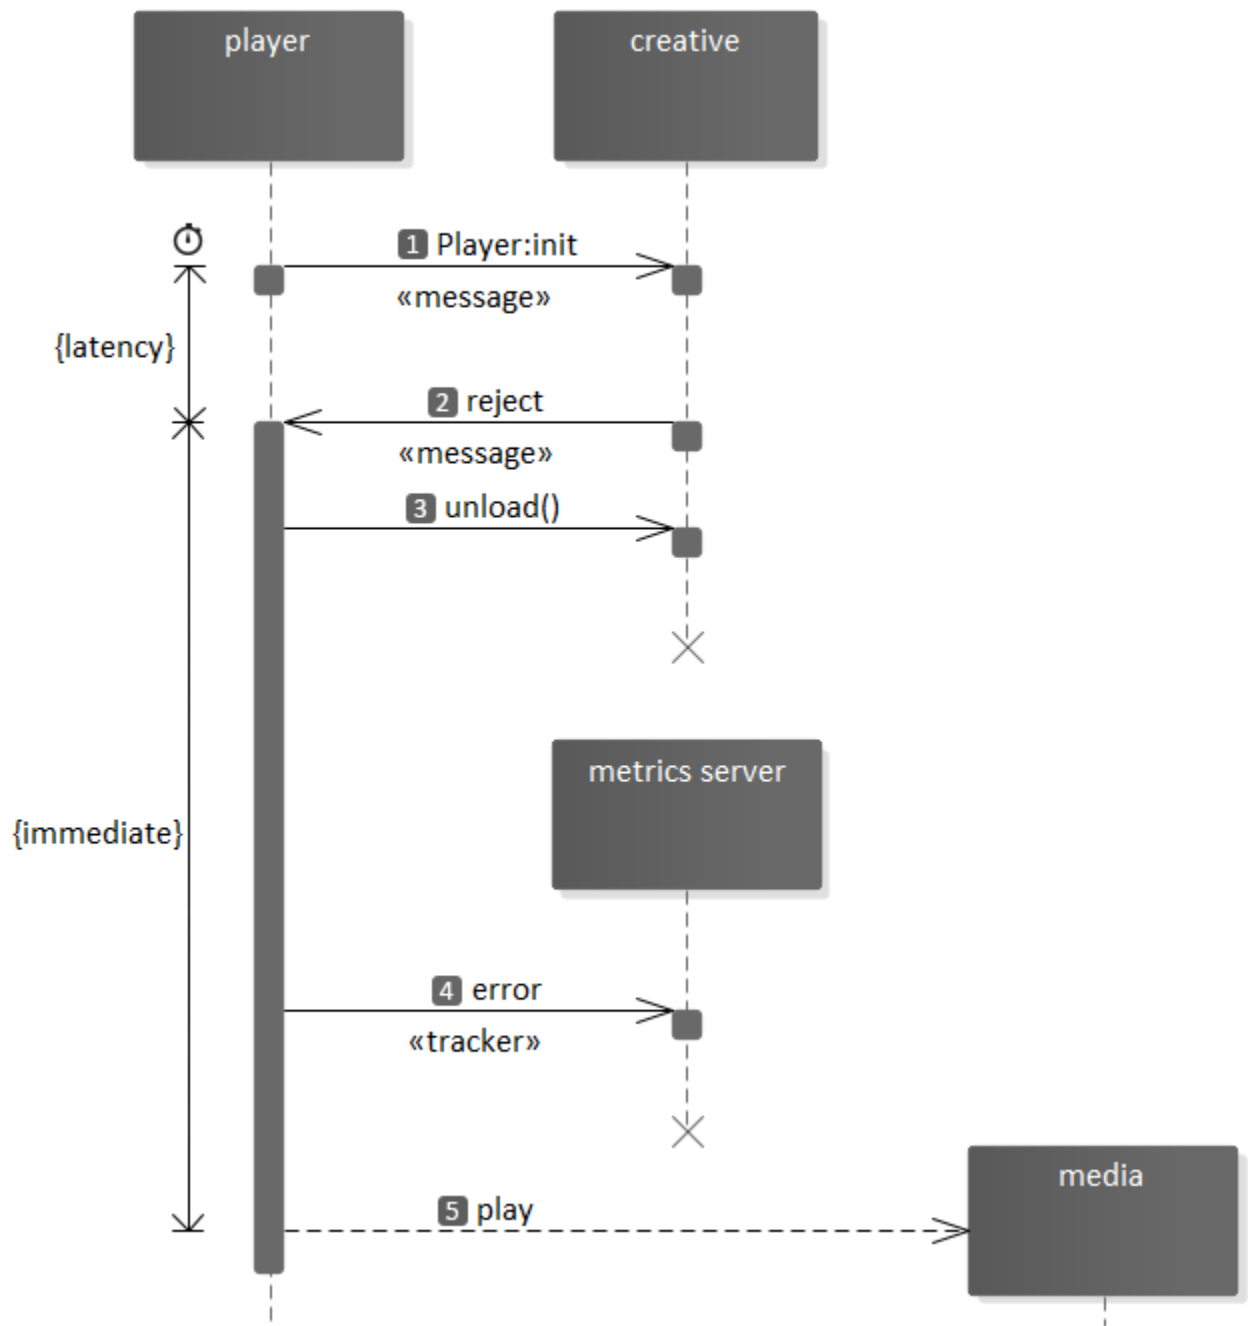 player
creative
1 Player:init
«message»
{latency}
2 reject
«message»
3 unload()
metrics server
{immediate}
4 error
«tracker»
media
5 play